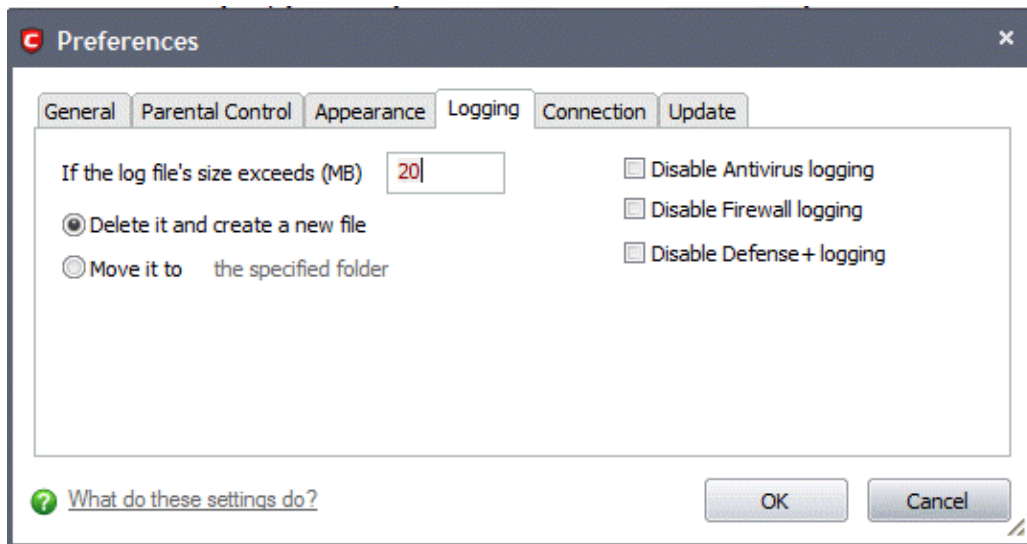 Preferences
General Parental Control Appearance Logging Connection Update
If the log file's size exceeds (MB) 20
Disable Antivirus logging
Delete it and create a new file
Disable Firewall logging
Move it to the specified folder
Disable Defense+ logging
What do these settings do?
OK Cancel